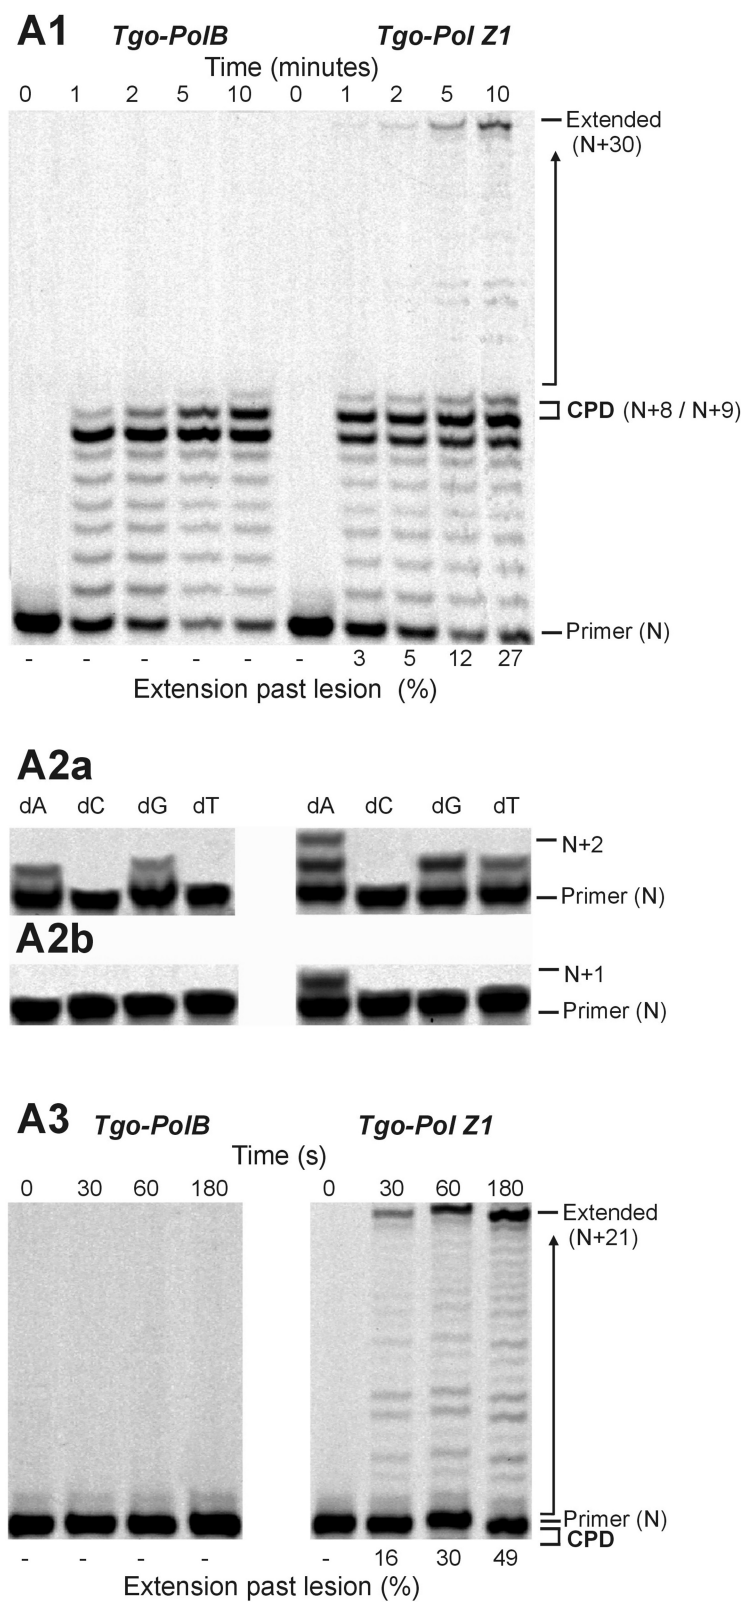 A1 Tgo-PolB Tgo-Pol Z1
Time (minutes)
0 1 2 5 10 0 1 2 5 10
Extended
(N+30)
CPD (N+8 / N+9)
Primer (N)
- - - - - - 3 5 12 27
Extension past lesion (%)
A2a
dA dC dG dT dA dC dG dT
N+2
Primer (N)
A2b
N+1
Primer (N)
A3 Tgo-PolB Tgo-Pol Z1
Time (s)
0 30 60 180 0 30 60 180
Extended
(N+21)
Primer (N)
CPD
- - - - - 16 30 49
Extension past lesion (%)